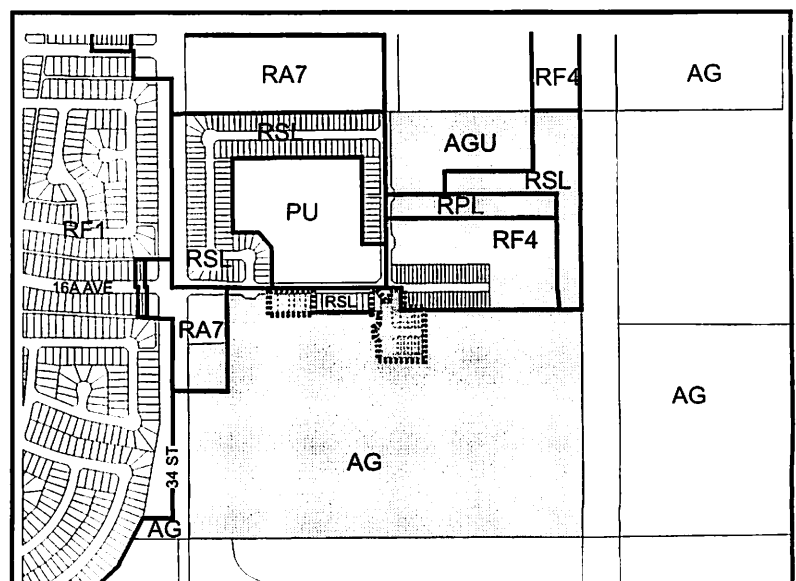 RA7
RF4
AG
RSL
AGU
RSL
RPL
PU
RF1
RF4
RSL
16A AVE
RSL
RA7
AG
AG
34 ST
AG